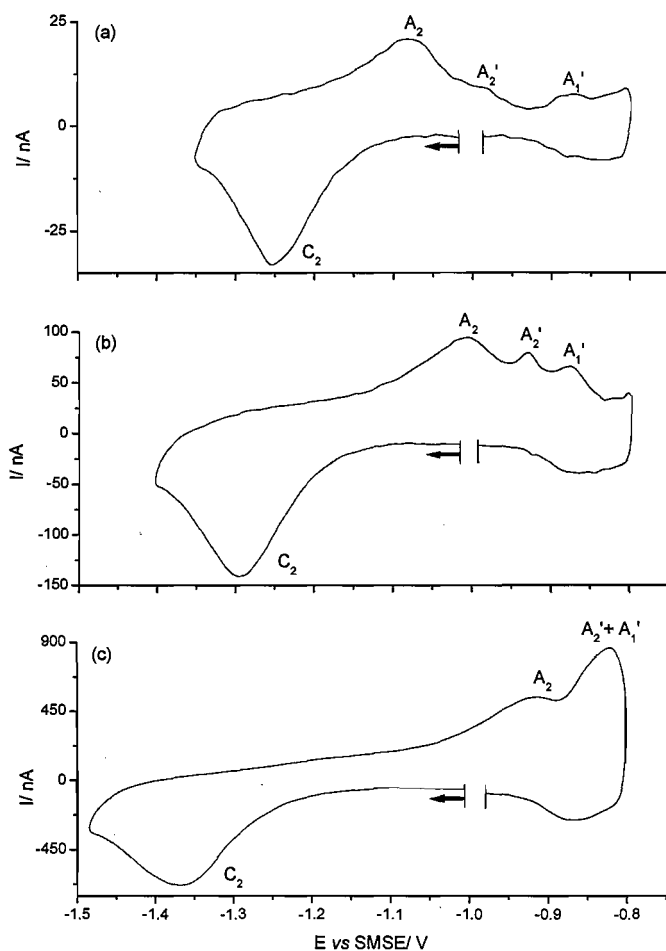 (a)
A₂
A₂'
A₁'
C₂
25
0
-25
I/ nA
(b)
A₂
A₂'
A₁'
C₂
100
50
0
-50
-100
-150
I/ nA
(c)
A₂'+ A₁'
A₂
C₂
900
450
0
-450
I/ nA
-1.5 -1.4 -1.3 -1.2 -1.1 -1.0 -0.9 -0.8
E vs SMSE/ V